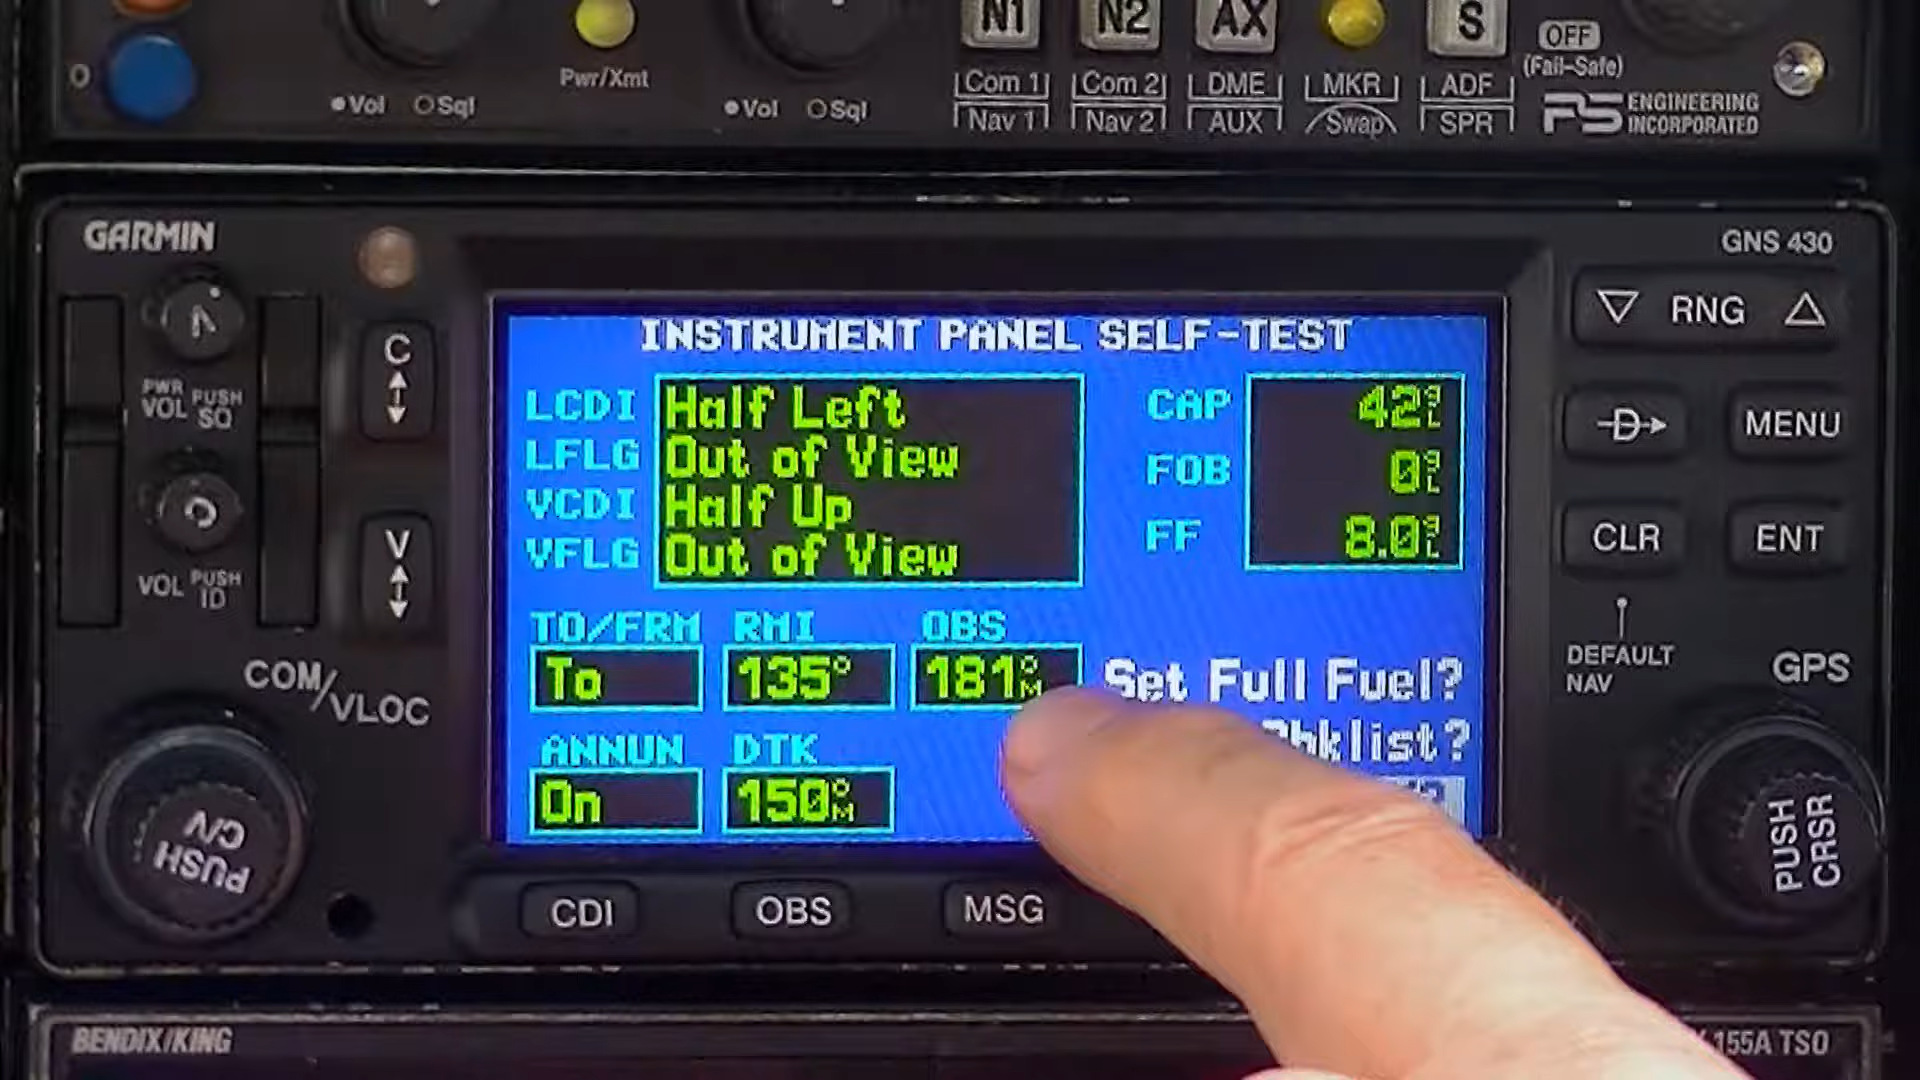 N1 N2 AX S
OFF
(Fail-Safe)
O
Vol Sql
Pwr/Xmt
Vol Sql
Com 1 Com 2 DME MKR ADF
Nav 1 Nav 2 AUX Swap SPR
PS ENGINEERING
INCORPORATED
GARMIN
GNS 430
PWR
VOL
PUSH
SQ
C
V
VOL
PUSH
ID
COM/VLOC
PUSH
C/V
INSTRUMENT PANEL SELF-TEST
LCDI Half Left
LFLG Out of View
VCDI Half Up
VFLG Out of View
CAP 42 GL
FOB 0 GL
FF 8.0 GL
TO/FRM RMI OBS
To 135° 181°M
Set Full Fuel?
ANNUN DTK
On 150°M
CDI OBS MSG
RNG
D MENU
CLR ENT
DEFAULT
NAV
GPS
PUSH
CRSR
BENDIX/KING
155A TSO